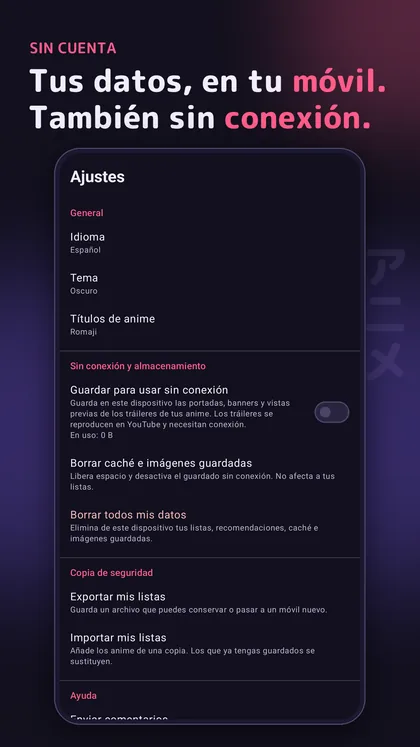 SIN CUENTA
Tus datos, en tu móvil.
También sin conexión.
アニメ
Ajustes
General
Idioma
Español
Tema
Oscuro
Títulos de anime
Romaji
Sin conexión y almacenamiento
Guardar para usar sin conexión
Guarda en este dispositivo las portadas, banners y vistas
previas de los tráileres de tus anime. Los tráileres se
reproducen en YouTube y necesitan conexión.
En uso: 0 B
Borrar caché e imágenes guardadas
Libera espacio y desactiva el guardado sin conexión. No afecta a tus
listas.
Borrar todos mis datos
Elimina de este dispositivo tus listas, recomendaciones, caché e
imágenes guardadas.
Copia de seguridad
Exportar mis listas
Guarda un archivo que puedes conservar o pasar a un móvil nuevo.
Importar mis listas
Añade los anime de una copia. Los que ya tengas guardados se
sustituyen.
Ayuda
Enviar comentarios